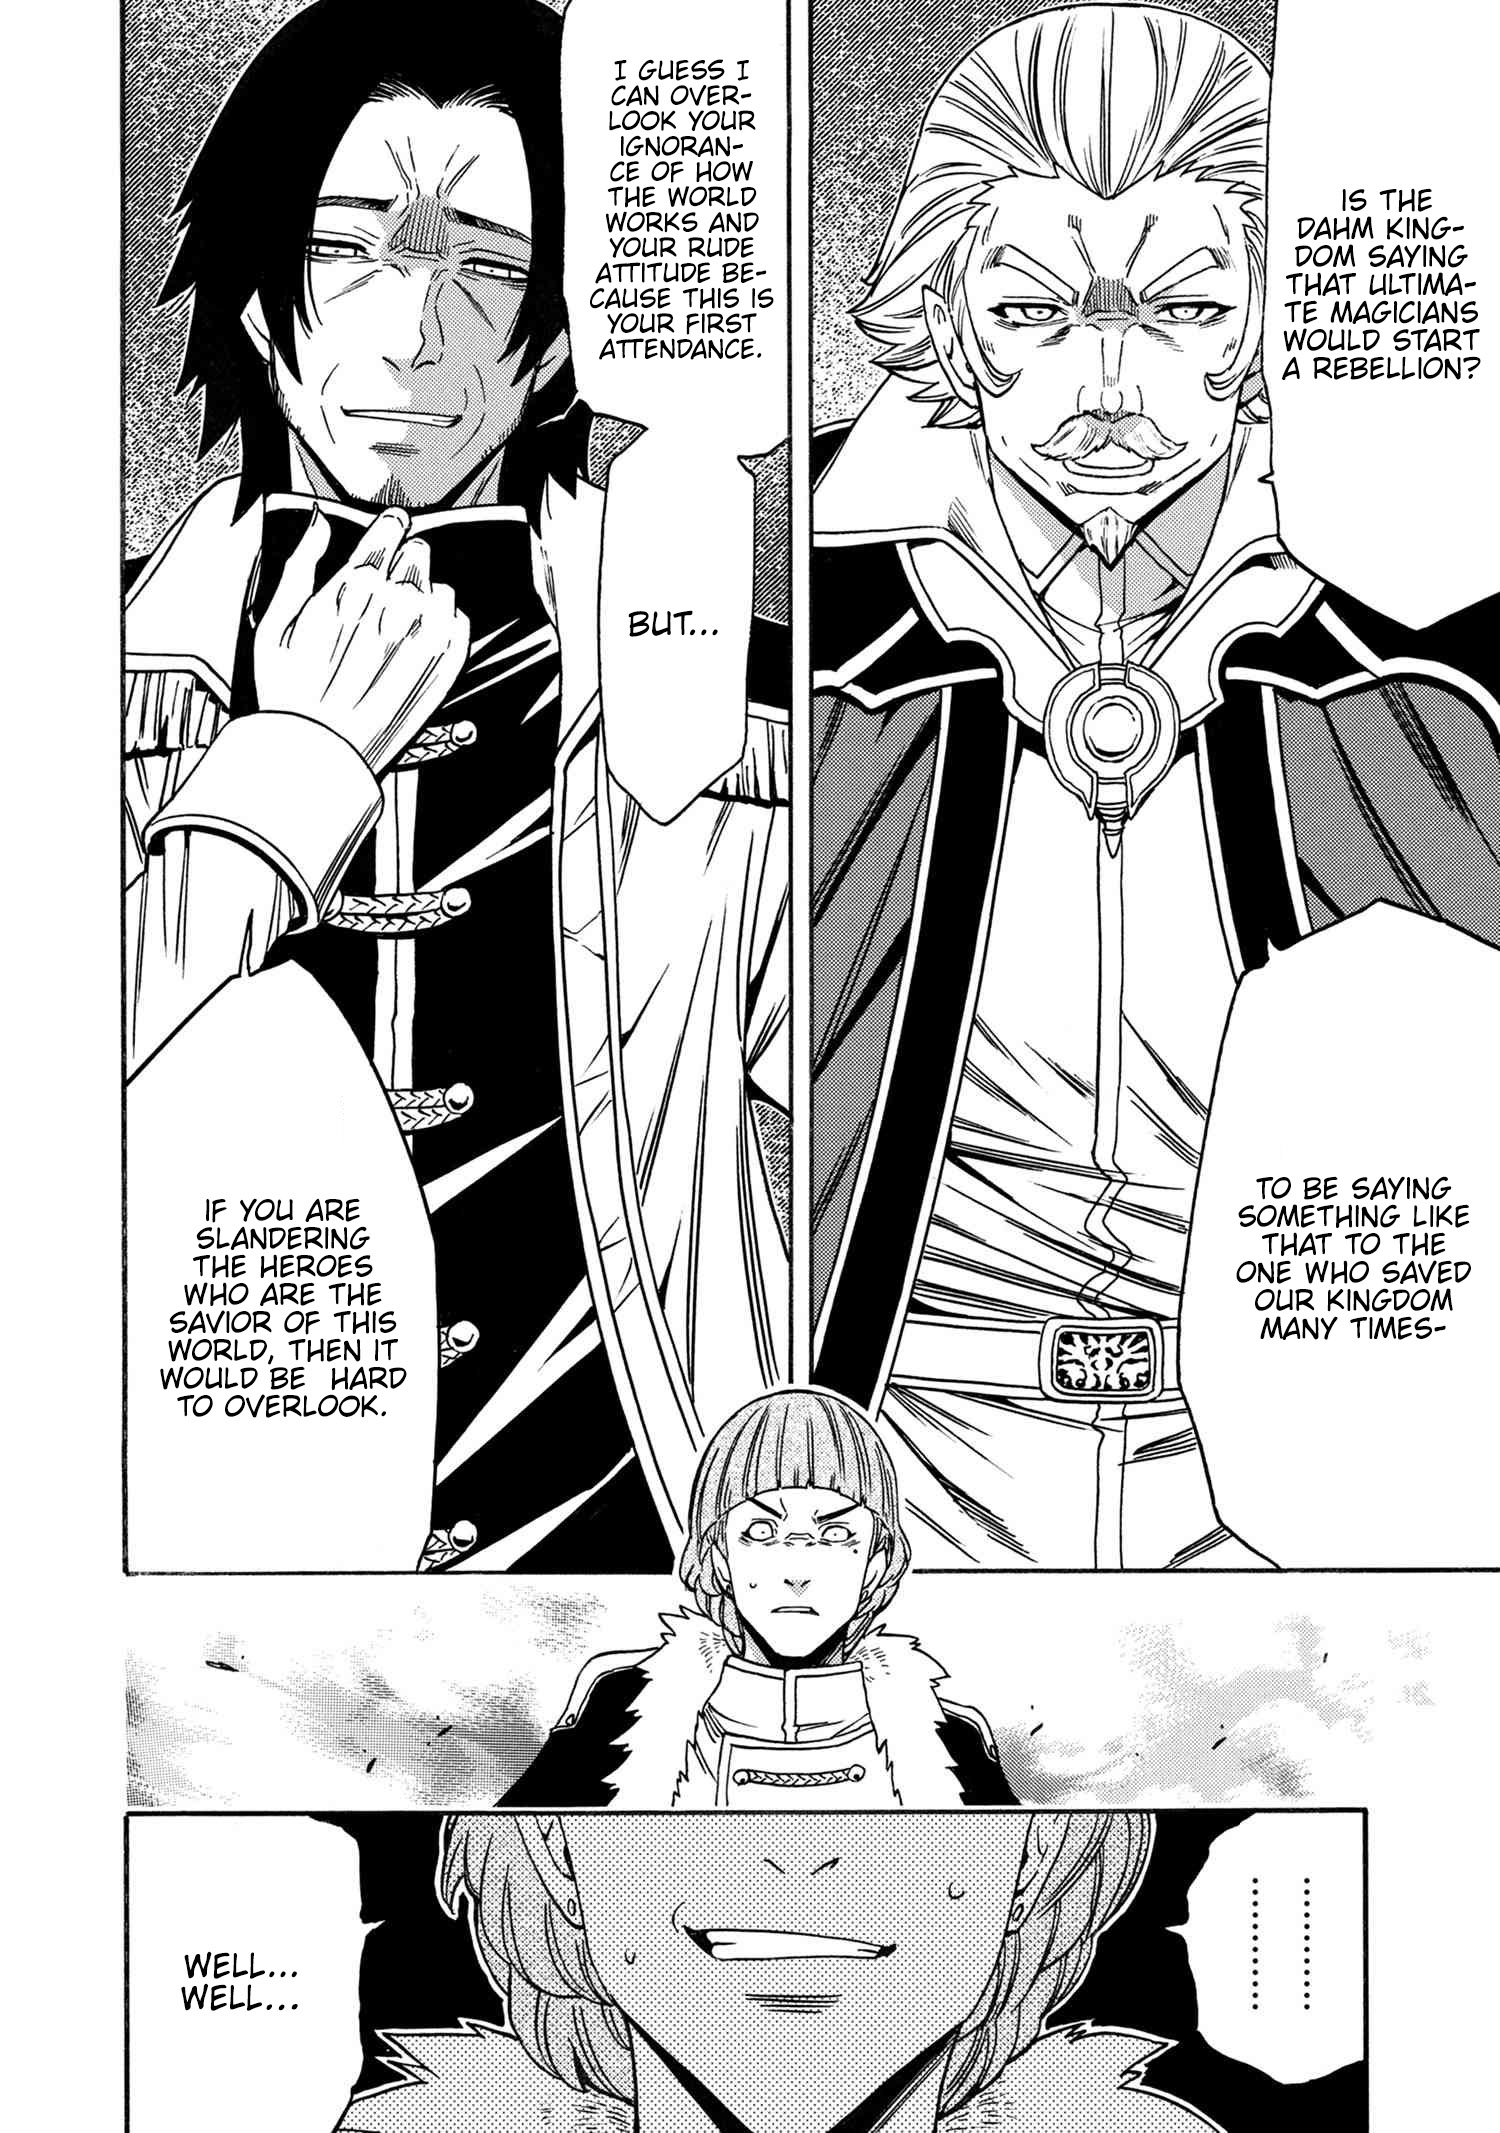 IS THE
DAHM KING-
DOM SAYING
THAT ULTIMA-
TE MAGICIANS
WOULD START
A REBELLION?
TO BE SAYING
SOMETHING LIKE
THAT TO THE
ONE WHO SAVED
OUR KINGDOM
MANY TIMES-
I GUESS I
CAN OVER-
LOOK YOUR
IGNORAN-
CE OF HOW
THE WORLD
WORKS AND
YOUR RUDE
ATTITUDE BE-
CAUSE THIS IS
YOUR FIRST
ATTENDANCE.
BUT...
IF YOU ARE
SLANDERING
THE HEROES
WHO ARE THE
SAVIOR OF THIS
WORLD, THEN IT
WOULD BE HARD
TO OVERLOOK.
............
............
WELL...
WELL...